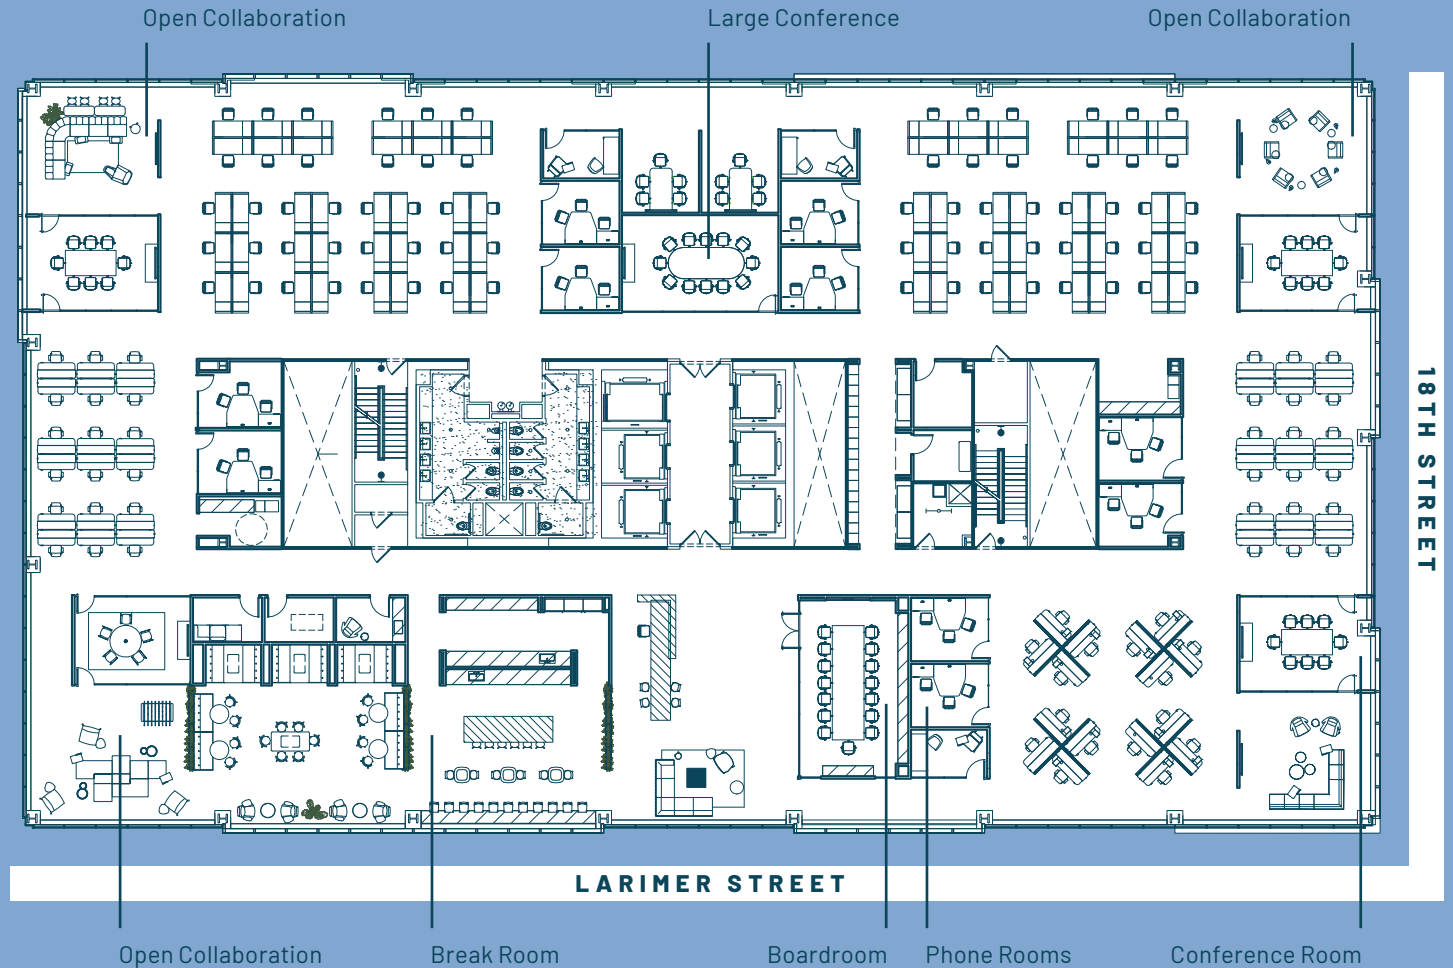 Open Collaboration
Large Conference
Open Collaboration
18TH STREET
LARIMER STREET
Open Collaboration
Break Room
Boardroom
Phone Rooms
Conference Room